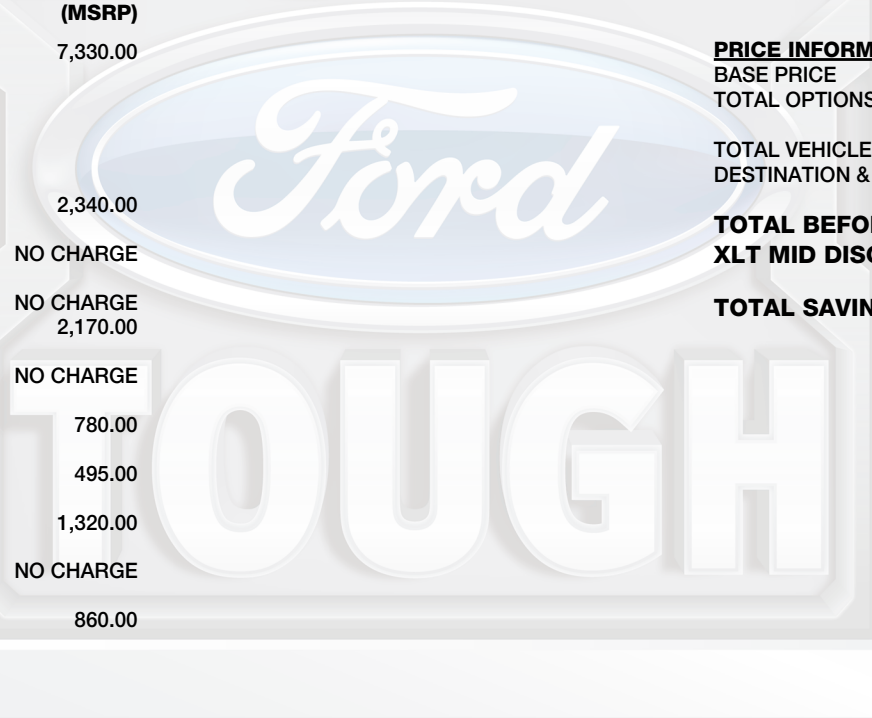 (MSRP)
7,330.00
2,340.00
NO CHARGE
NO CHARGE
2,170.00
NO CHARGE
780.00
495.00
1,320.00
NO CHARGE
860.00
PRICE INFORM
BASE PRICE
TOTAL OPTIONS
TOTAL VEHICLE
DESTINATION &
TOTAL BEFO
XLT MID DISC
TOTAL SAVIN
Ford
TOUGH